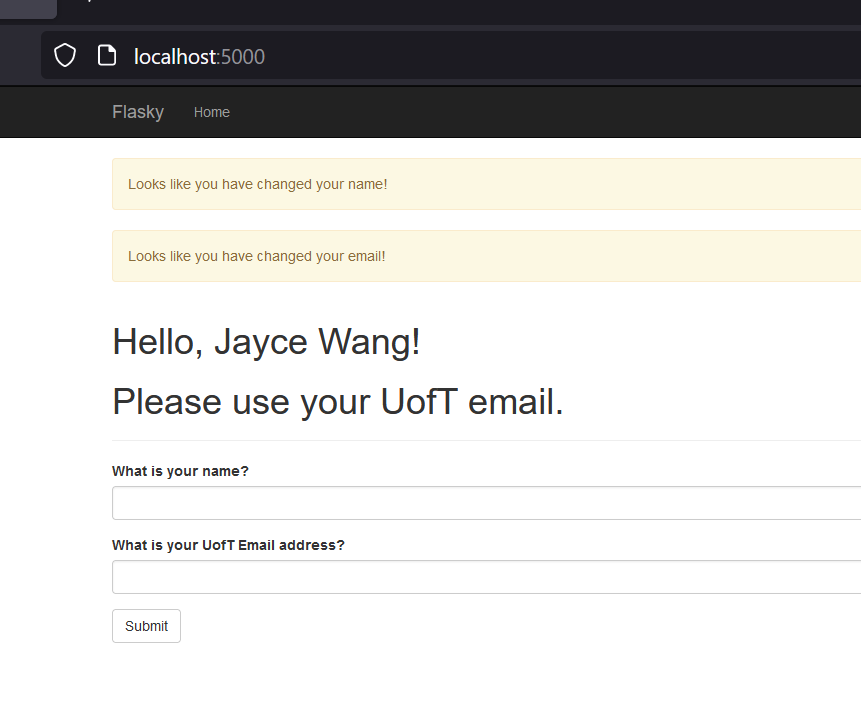 localhost:5000
Flasky Home
Looks like you have changed your name!
Looks like you have changed your email!
Hello, Jayce Wang!
Please use your UofT email.
What is your name?
What is your UofT Email address?
Submit